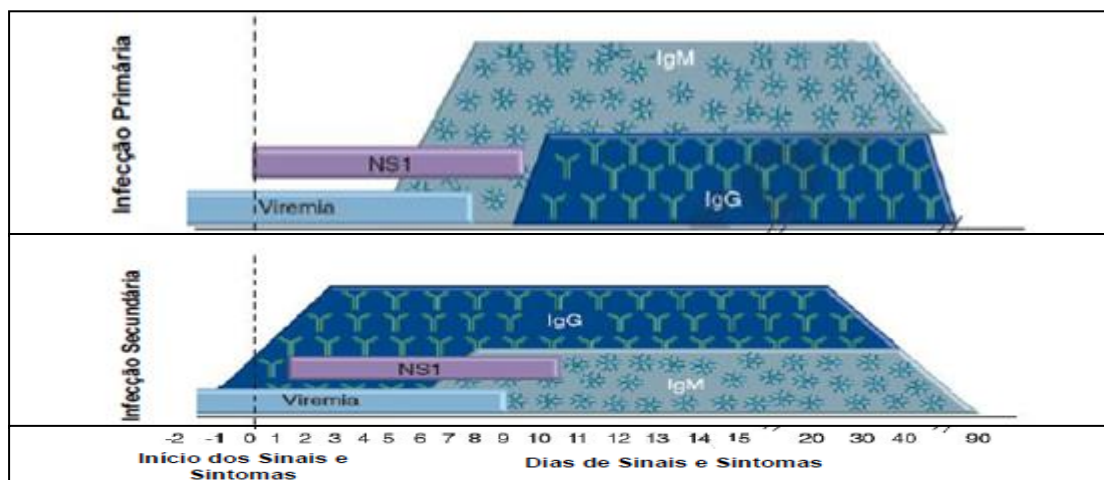 Infecção Primária
IgM
NS1
IgG
Viremia
Infecção Secundária
IgG
NS1
IgM
Viremia
-2 -1 0 1 2 3 4 5 6 7 8 9 10 11 12 13 14 15 20 30 40 90
Início dos Sinais e
Sintomas
Dias de Sinais e Sintomas